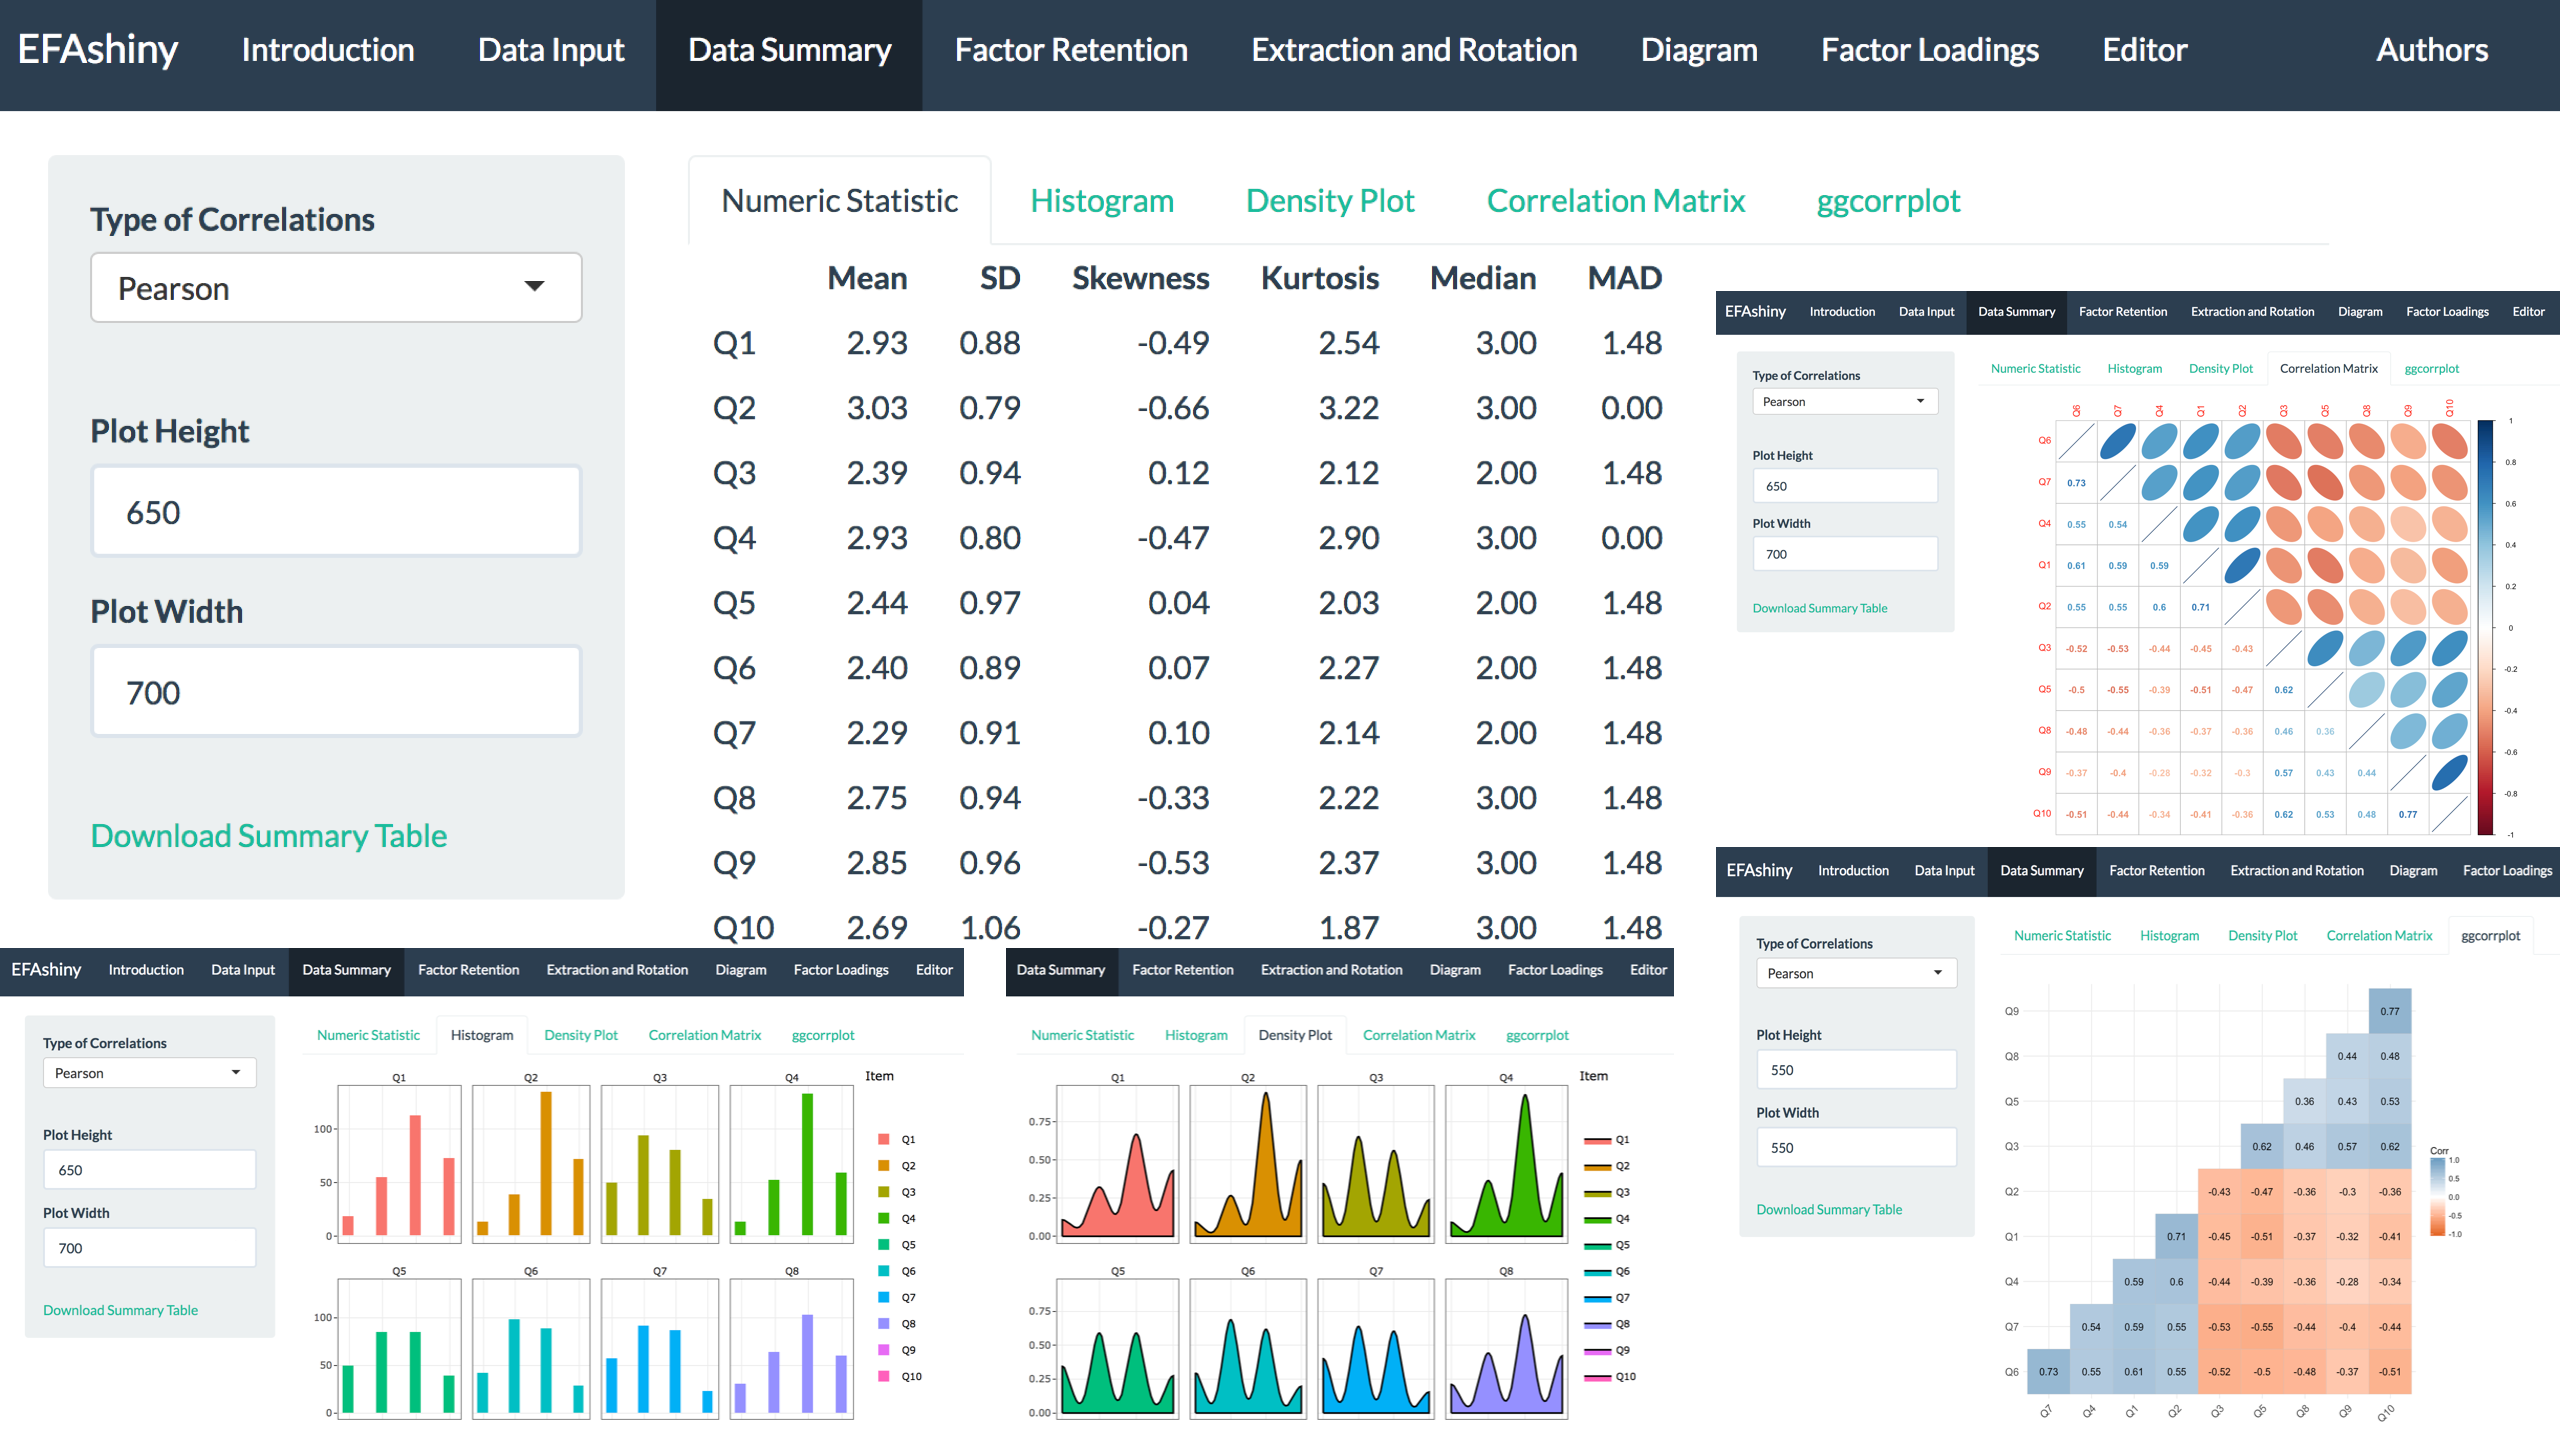 EFAshiny Introduction Data Input Data Summary Factor Retention Extraction and Rotation Diagram Factor Loadings Editor Authors
Type of Correlations
Pearson
Plot Height
650
Plot Width
700
Download Summary Table
Numeric Statistic Histogram Density Plot Correlation Matrix ggcorrplot
Mean SD Skewness Kurtosis Median MAD
Q1 2.93 0.88 -0.49 2.54 3.00 1.48
Q2 3.03 0.79 -0.66 3.22 3.00 0.00
Q3 2.39 0.94 0.12 2.12 2.00 1.48
Q4 2.93 0.80 -0.47 2.90 3.00 0.00
Q5 2.44 0.97 0.04 2.03 2.00 1.48
Q6 2.40 0.89 0.07 2.27 2.00 1.48
Q7 2.29 0.91 0.10 2.14 2.00 1.48
Q8 2.75 0.94 -0.33 2.22 3.00 1.48
Q9 2.85 0.96 -0.53 2.37 3.00 1.48
Q10 2.69 1.06 -0.27 1.87 3.00 1.48
EFAshiny Introduction Data Input Data Summary Factor Retention Extraction and Rotation Diagram Factor Loadings Editor
Type of Correlations
Pearson
Plot Height
650
Plot Width
700
Download Summary Table
Numeric Statistic Histogram Density Plot Correlation Matrix ggcorrplot
Q6 Q7 Q4 Q1 Q2 Q3 Q5 Q8 Q9 Q10
Q6
Q7 0.73
Q4 0.55 0.54
Q1 0.61 0.59 0.59
Q2 0.55 0.55 0.6 0.71
Q3 -0.52 -0.53 -0.44 -0.45 -0.43
Q5 -0.5 -0.55 -0.39 -0.51 -0.47 0.62
Q8 -0.48 -0.44 -0.36 -0.37 -0.36 0.46 0.36
Q9 -0.37 -0.4 -0.28 -0.32 -0.3 0.57 0.43 0.44
Q10 -0.51 -0.44 -0.34 -0.41 -0.36 0.62 0.53 0.48 0.77
1
0.8
0.6
0.4
0.2
0
-0.2
-0.4
-0.6
-0.8
-1
EFAshiny Introduction Data Input Data Summary Factor Retention Extraction and Rotation Diagram Factor Loadings
Type of Correlations
Pearson
Plot Height
550
Plot Width
550
Download Summary Table
Numeric Statistic Histogram Density Plot Correlation Matrix ggcorrplot
Q9 0.77
Q8 0.44 0.48
Q5 0.36 0.43 0.53
Q3 0.62 0.46 0.57 0.62
Q2 -0.43 -0.47 -0.36 -0.3 -0.36
Q1 0.71 -0.45 -0.51 -0.37 -0.32 -0.41
Q4 0.59 0.6 -0.44 -0.39 -0.36 -0.28 -0.34
Q7 0.54 0.59 0.55 -0.53 -0.55 -0.44 -0.4 -0.44
Q6 0.73 0.55 0.61 0.55 -0.52 -0.5 -0.48 -0.37 -0.51
Q7 Q4 Q1 Q2 Q3 Q5 Q8 Q9 Q10
Corr
1.0
0.5
0.0
-0.5
-1.0
EFAshiny Introduction Data Input Data Summary Factor Retention Extraction and Rotation Diagram Factor Loadings Editor
Type of Correlations
Pearson
Plot Height
650
Plot Width
700
Download Summary Table
Numeric Statistic Histogram Density Plot Correlation Matrix ggcorrplot
Q1 Q2 Q3 Q4
100
50
0
Q5 Q6 Q7 Q8
100
50
0
Item
Q1
Q2
Q3
Q4
Q5
Q6
Q7
Q8
Q9
Q10
Data Summary Factor Retention Extraction and Rotation Diagram Factor Loadings Editor
Numeric Statistic Histogram Density Plot Correlation Matrix ggcorrplot
Q1 Q2 Q3 Q4
0.75
0.50
0.25
0.00
Q5 Q6 Q7 Q8
0.75
0.50
0.25
0.00
Item
Q1
Q2
Q3
Q4
Q5
Q6
Q7
Q8
Q9
Q10